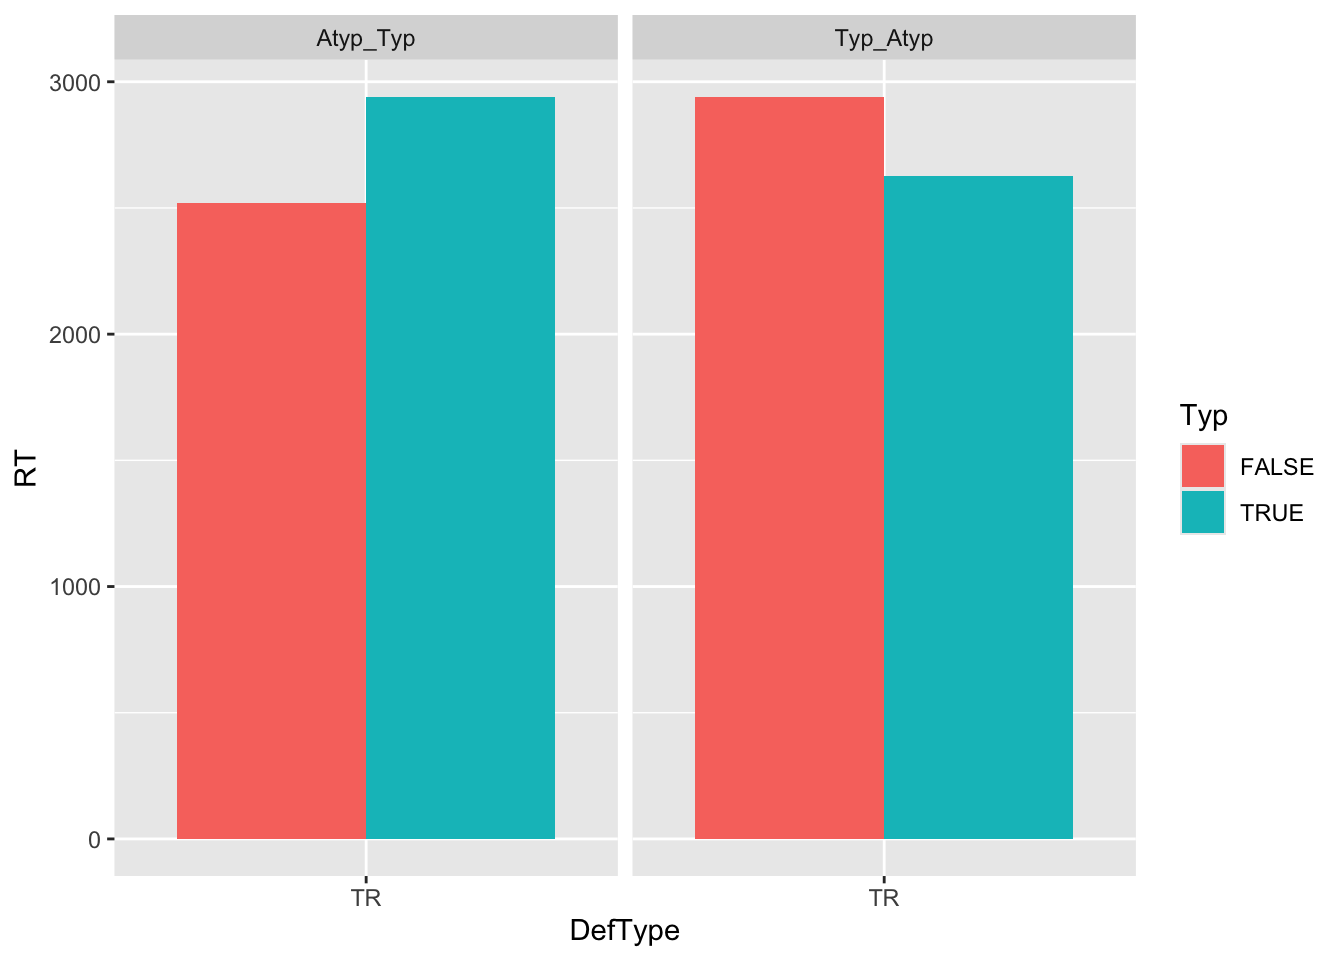 Atyp_Typ
Typ_Atyp
3000
2000
1000
0
RT
TR
TR
DefType
Typ
FALSE
TRUE